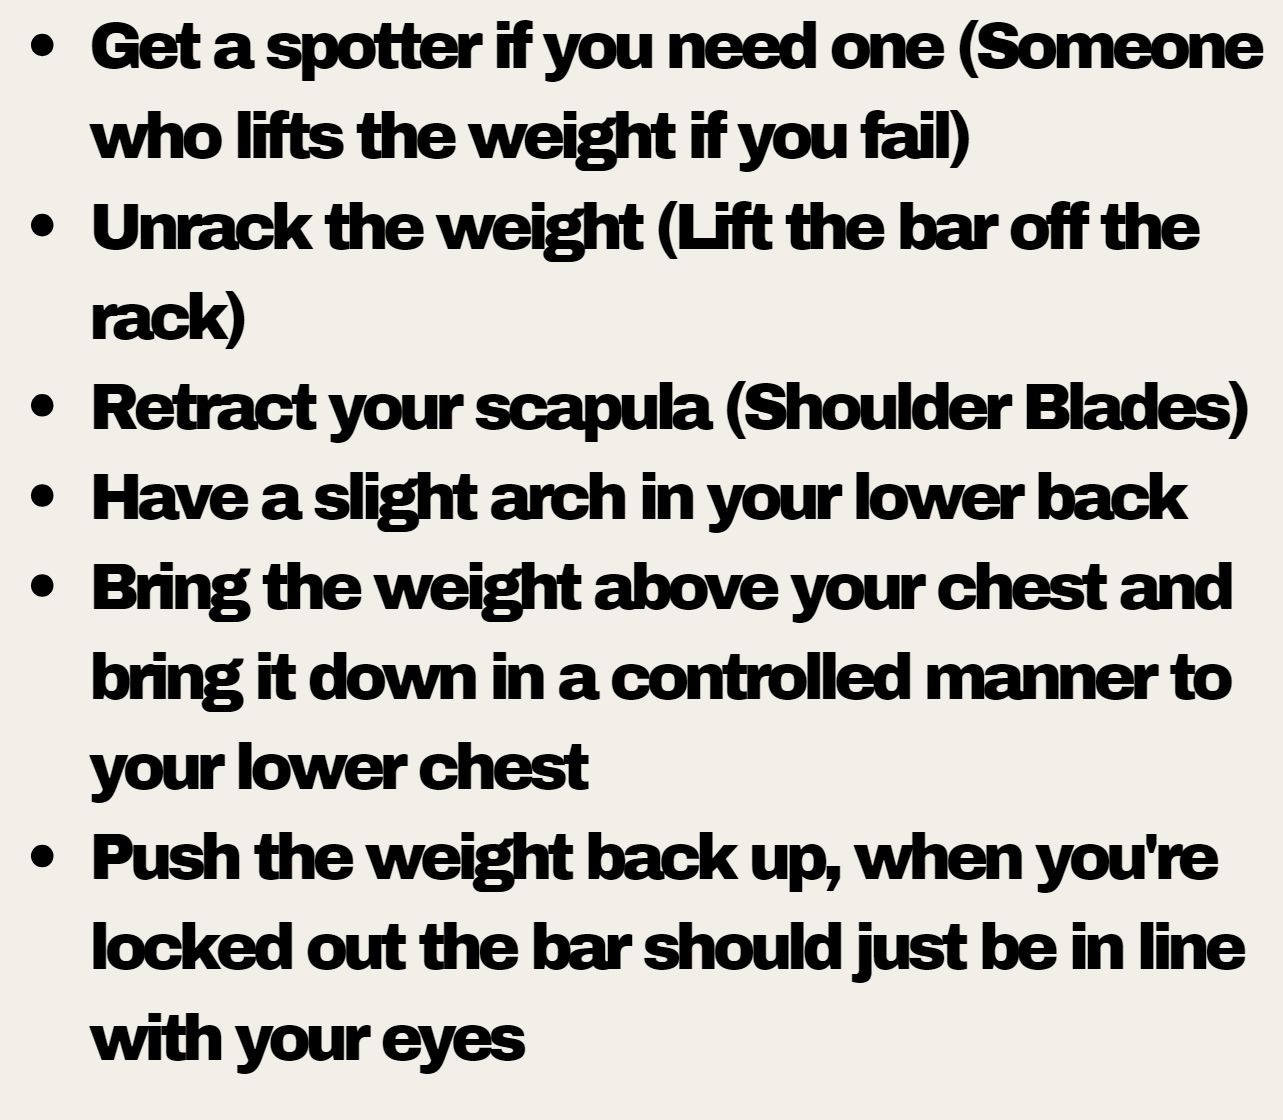 • Get a spotter if you need one (Someone
who lifts the weight if you fail)
• Unrack the weight (Lift the bar off the
rack)
• Retract your scapula (Shoulder Blades)
• Have a slight arch in your lower back
• Bring the weight above your chest and
bring it down in a controlled manner to
your lower chest
• Push the weight back up, when you're
locked out the bar should just be in line
with your eyes